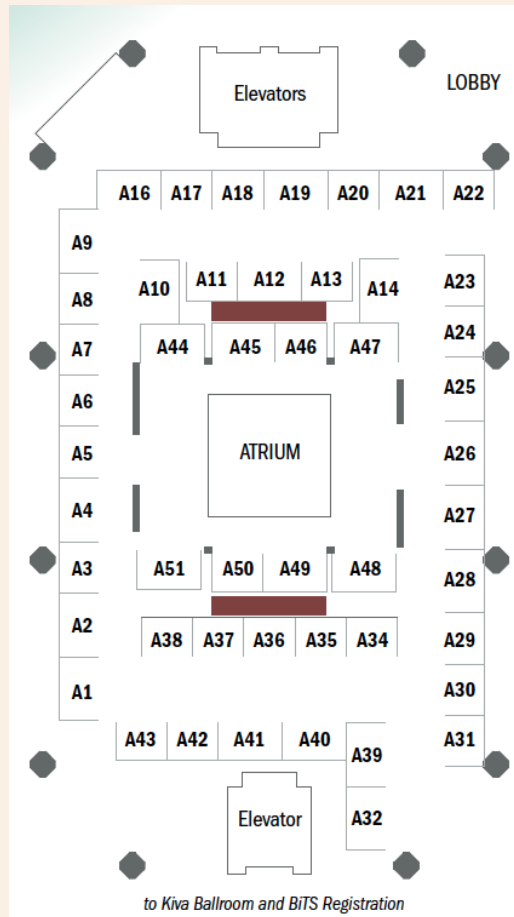 Elevators
LOBBY
A16 A17 A18 A19 A20 A21 A22
A9
A23
A10 A11 A12 A13 A14
A8
A24
A7
A44 A45 A46 A47
A25
A6
A5
ATRIUM
A26
A4
A27
A3
A51 A50 A49 A48
A28
A2
A38 A37 A36 A35 A34
A29
A1
A30
A43 A42 A41 A40
A31
A39
Elevator
A32
to Kiva Ballroom and BiTS Registration